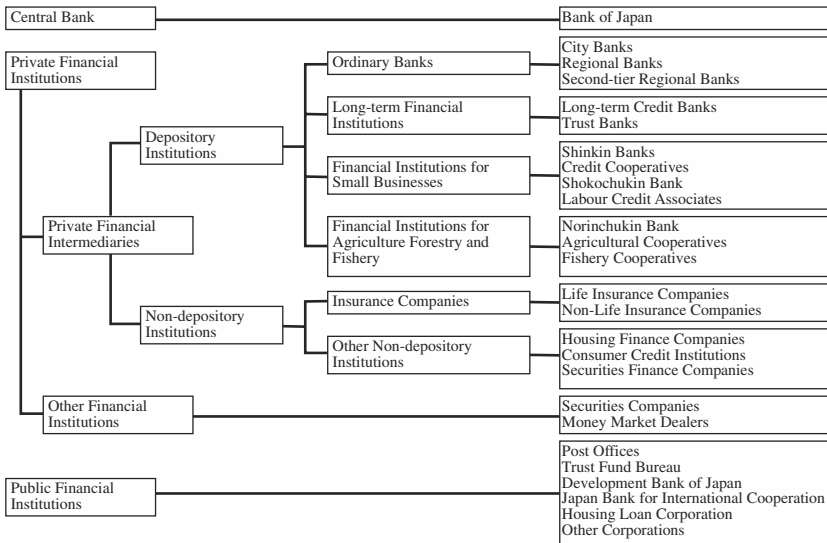 Central Bank
Bank of Japan
Private Financial
Institutions
Ordinary Banks
City Banks
Regional Banks
Second-tier Regional Banks
Depository
Institutions
Long-term Financial
Institutions
Long-term Credit Banks
Trust Banks
Financial Institutions for
Small Businesses
Shinkin Banks
Credit Cooperatives
Shokochukin Bank
Labour Credit Associates
Private Financial
Intermediaries
Financial Institutions for
Agriculture Forestry and
Fishery
Norinchukin Bank
Agricultural Cooperatives
Fishery Cooperatives
Non-depository
Institutions
Insurance Companies
Life Insurance Companies
Non-Life Insurance Companies
Other Non-depository
Institutions
Housing Finance Companies
Consumer Credit Institutions
Securities Finance Companies
Other Financial
Institutions
Securities Companies
Money Market Dealers
Public Financial
Institutions
Post Offices
Trust Fund Bureau
Development Bank of Japan
Japan Bank for International Cooperation
Housing Loan Corporation
Other Corporations